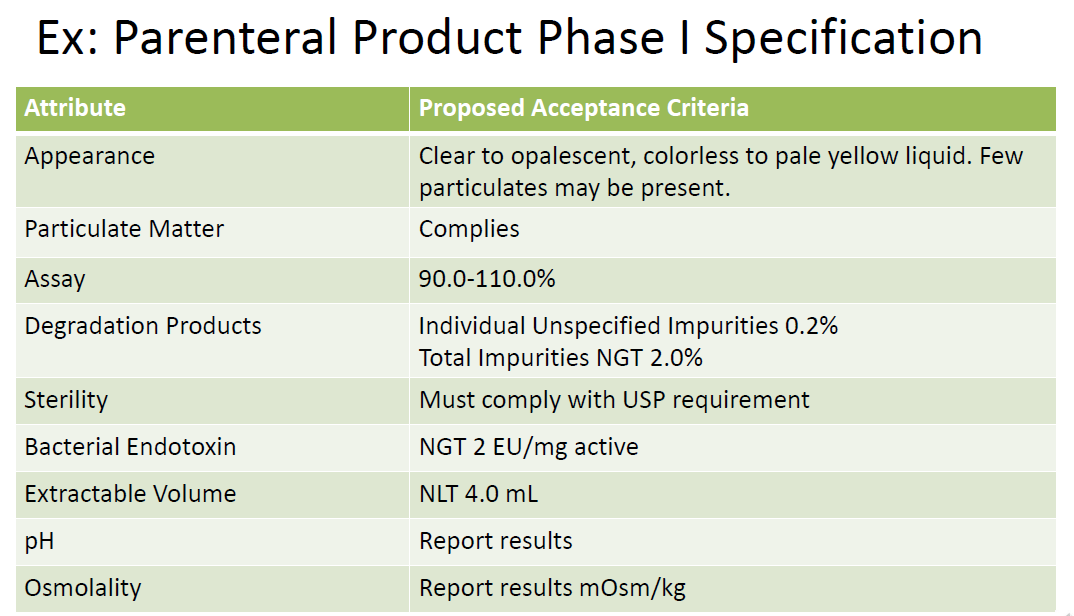 Ex: Parenteral Product Phase I Specification
Attribute
Proposed Acceptance Criteria
Appearance
Clear to opalescent, colorless to pale yellow liquid. Few
particulates may be present.
Particulate Matter
Complies
Assay
90.0-110.0%
Degradation Products
Individual Unspecified Impurities 0.2%
Total Impurities NGT 2.0%
Sterility
Must comply with USP requirement
Bacterial Endotoxin
NGT 2 EU/mg active
Extractable Volume
NLT 4.0 mL
pH
Report results
Osmolality
Report results mOsm/kg